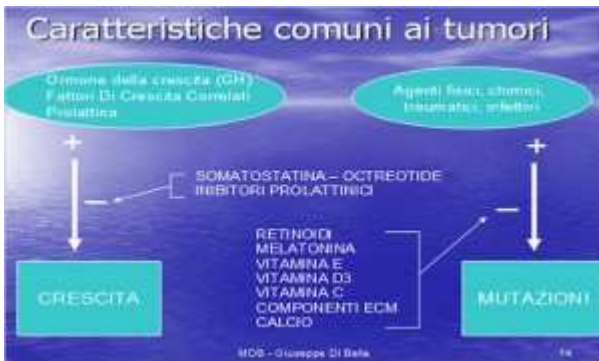 Caratteristiche comuni ai tumori
Ormone della crescita (GH)
Fattori Di Crescita Correlati
Prolattica
Agenti fisici, chimici,
traumatici, infettivi
+
+
SOMATOSTATINA – OCTREOTIDE
INIBITORI PROLATTINICI
–
–
RETINOIDI
MELATONINA
VITAMINA E
VITAMINA D3
VITAMINA C
COMPONENTI ECM
CALCIO
CRESCITA
MUTAZIONI
MDB - Giuseppe Di Bella